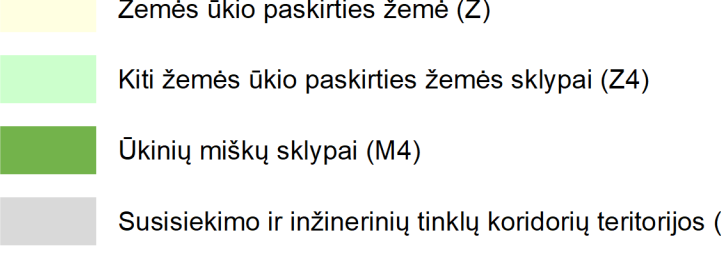 Žemės ūkio paskirties žemė (Z)
Kiti žemės ūkio paskirties žemės sklypai (Z4)
Ūkinių miškų sklypai (M4)
Susisiekimo ir inžinerinių tinklų koridorių teritorijos (